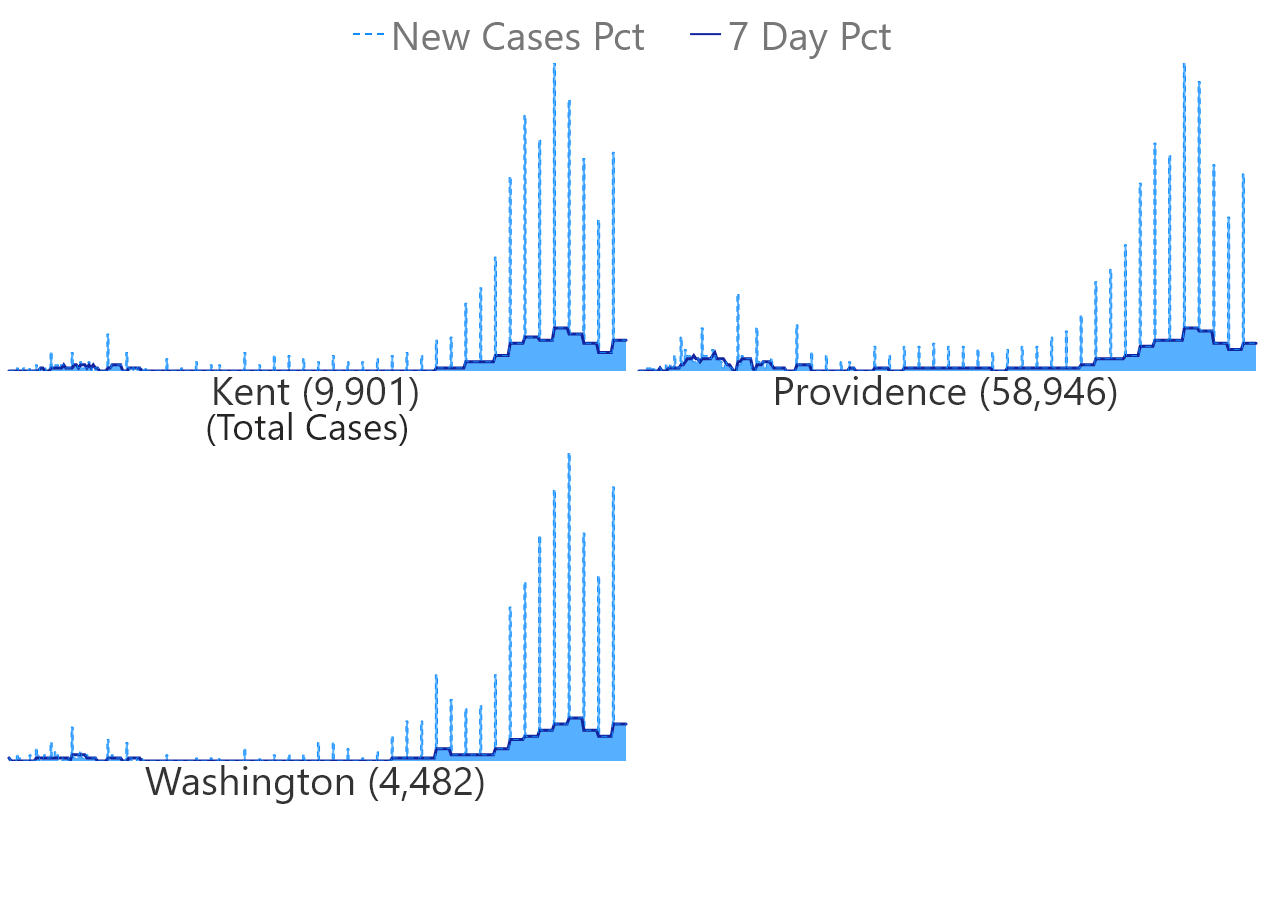 New Cases Pct 7 Day Pct
Kent (9,901)
(Total Cases)
Providence (58,946)
Washington (4,482)